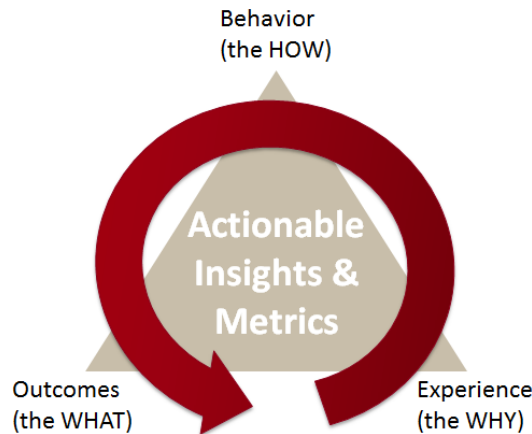 Behavior
(the HOW)
Actionable
Insights &
Metrics
Outcomes
(the WHAT)
Experience
(the WHY)